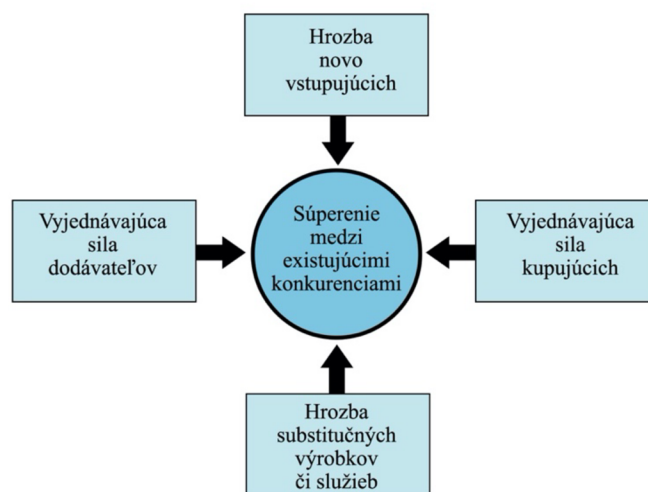 Hrozba
novo
vstupujúcich
Vyjednávajúca
sila
dodávateľov
Súperenie
medzi
existujúcimi
konkurenciami
Vyjednávajúca
sila
kupujúcich
Hrozba
substitučných
výrobkov
či služieb